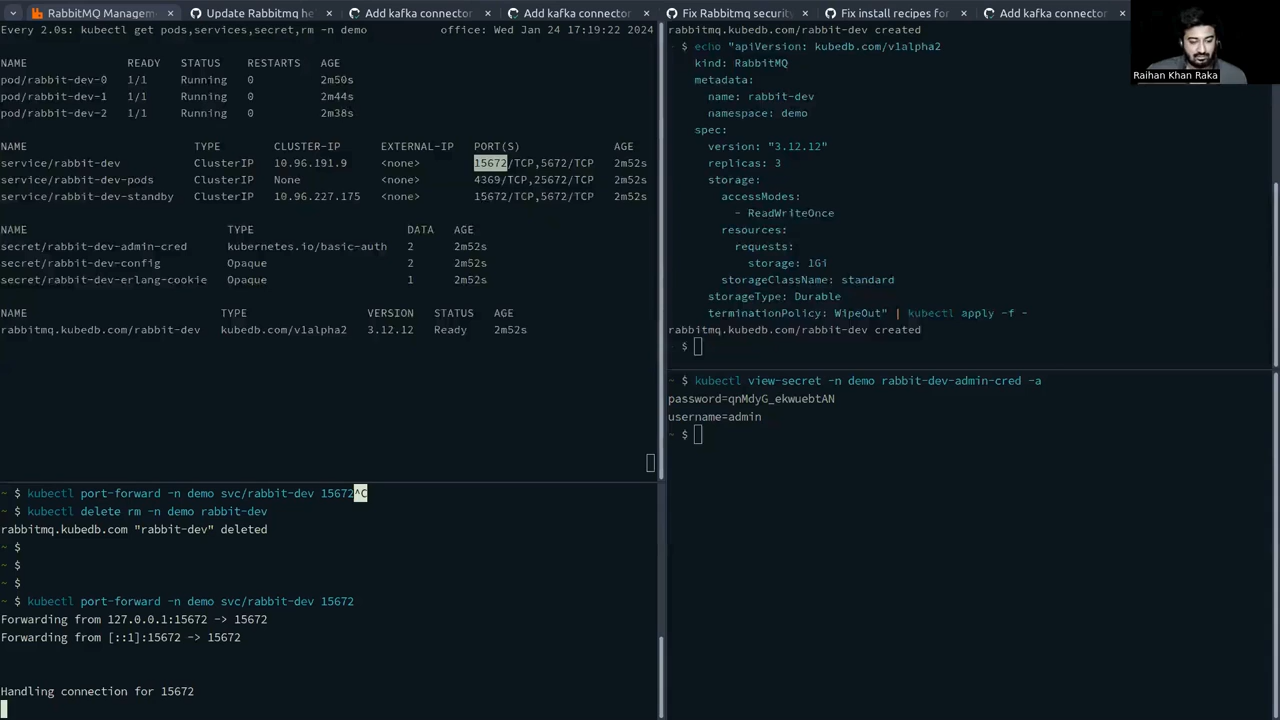 RabbitMQ Managem
Update Rabbitmq he
Add kafka connector
Add kafka connector
Fix Rabbitmq security
Fix install recipes for
Add kafka connector
Every 2.0s: kubectl get pods,services,secret,rm -n demo office: Wed Jan 24 17:19:22 2024
NAME READY STATUS RESTARTS AGE
pod/rabbit-dev-0 1/1 Running 0 2m50s
pod/rabbit-dev-1 1/1 Running 0 2m44s
pod/rabbit-dev-2 1/1 Running 0 2m38s
NAME TYPE CLUSTER-IP EXTERNAL-IP PORT(S) AGE
service/rabbit-dev ClusterIP 10.96.191.9 <none> 15672/TCP,5672/TCP 2m52s
service/rabbit-dev-pods ClusterIP None <none> 4369/TCP,25672/TCP 2m52s
service/rabbit-dev-standby ClusterIP 10.96.227.175 <none> 15672/TCP,5672/TCP 2m52s
NAME TYPE DATA AGE
secret/rabbit-dev-admin-cred kubernetes.io/basic-auth 2 2m52s
secret/rabbit-dev-config Opaque 2 2m52s
secret/rabbit-dev-erlang-cookie Opaque 1 2m52s
NAME TYPE VERSION STATUS AGE
rabbitmq.kubedb.com/rabbit-dev kubedb.com/v1alpha2 3.12.12 Ready 2m52s
~ $ kubectl port-forward -n demo svc/rabbit-dev 15672^C
~ $ kubectl delete rm -n demo rabbit-dev
rabbitmq.kubedb.com "rabbit-dev" deleted
~ $
~ $
~ $
~ $ kubectl port-forward -n demo svc/rabbit-dev 15672
Forwarding from 127.0.0.1:15672 -> 15672
Forwarding from [::1]:15672 -> 15672
Handling connection for 15672
rabbitmq.kubedb.com/rabbit-dev created
~ $ echo "apiVersion: kubedb.com/v1alpha2
kind: RabbitMQ
metadata:
name: rabbit-dev
namespace: demo
spec:
version: "3.12.12"
replicas: 3
storage:
accessModes:
- ReadWriteOnce
resources:
requests:
storage: 1Gi
storageClassName: standard
storageType: Durable
terminationPolicy: WipeOut" | kubectl apply -f -
rabbitmq.kubedb.com/rabbit-dev created
~ $
~ $ kubectl view-secret -n demo rabbit-dev-admin-cred -a
password=qnMdyG_ekwuebtAN
username=admin
~ $
Raihan Khan Raka